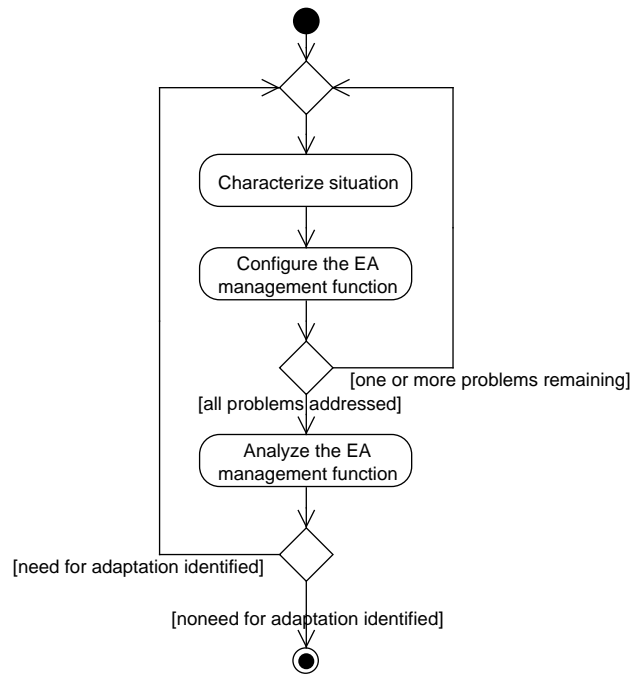 Characterize situation
Configure the EA
management function
[one or more problems remaining]
[all problems addressed]
Analyze the EA
management function
[need for adaptation identified]
[noneed for adaptation identified]